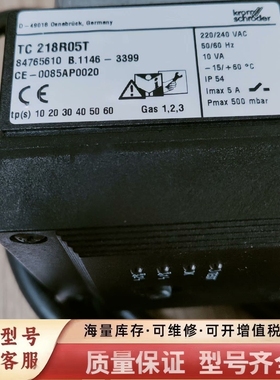 D-49018 Osnabrück, Germany
kromschröder
TC 218R05T
84765610 B.1146-3399
CE-0085AP0020
CE
tp(s) 10 20 30 40 50 60
Gas 1,2,3
220/240 VAC
50/60 Hz
10 VA
-15/+60 °C
IP 54
Imax 5 A
Pmax 500 mbar
型号
客服
海量库存·可维修·可开增值税
质量保证 型号齐